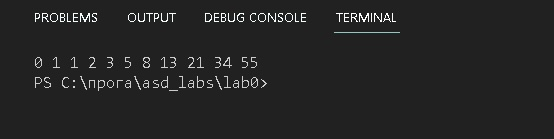 PROBLEMS OUTPUT DEBUG CONSOLE TERMINAL
0 1 1 2 3 5 8 13 21 34 55
PS C:\прога\asd_labs\lab0>